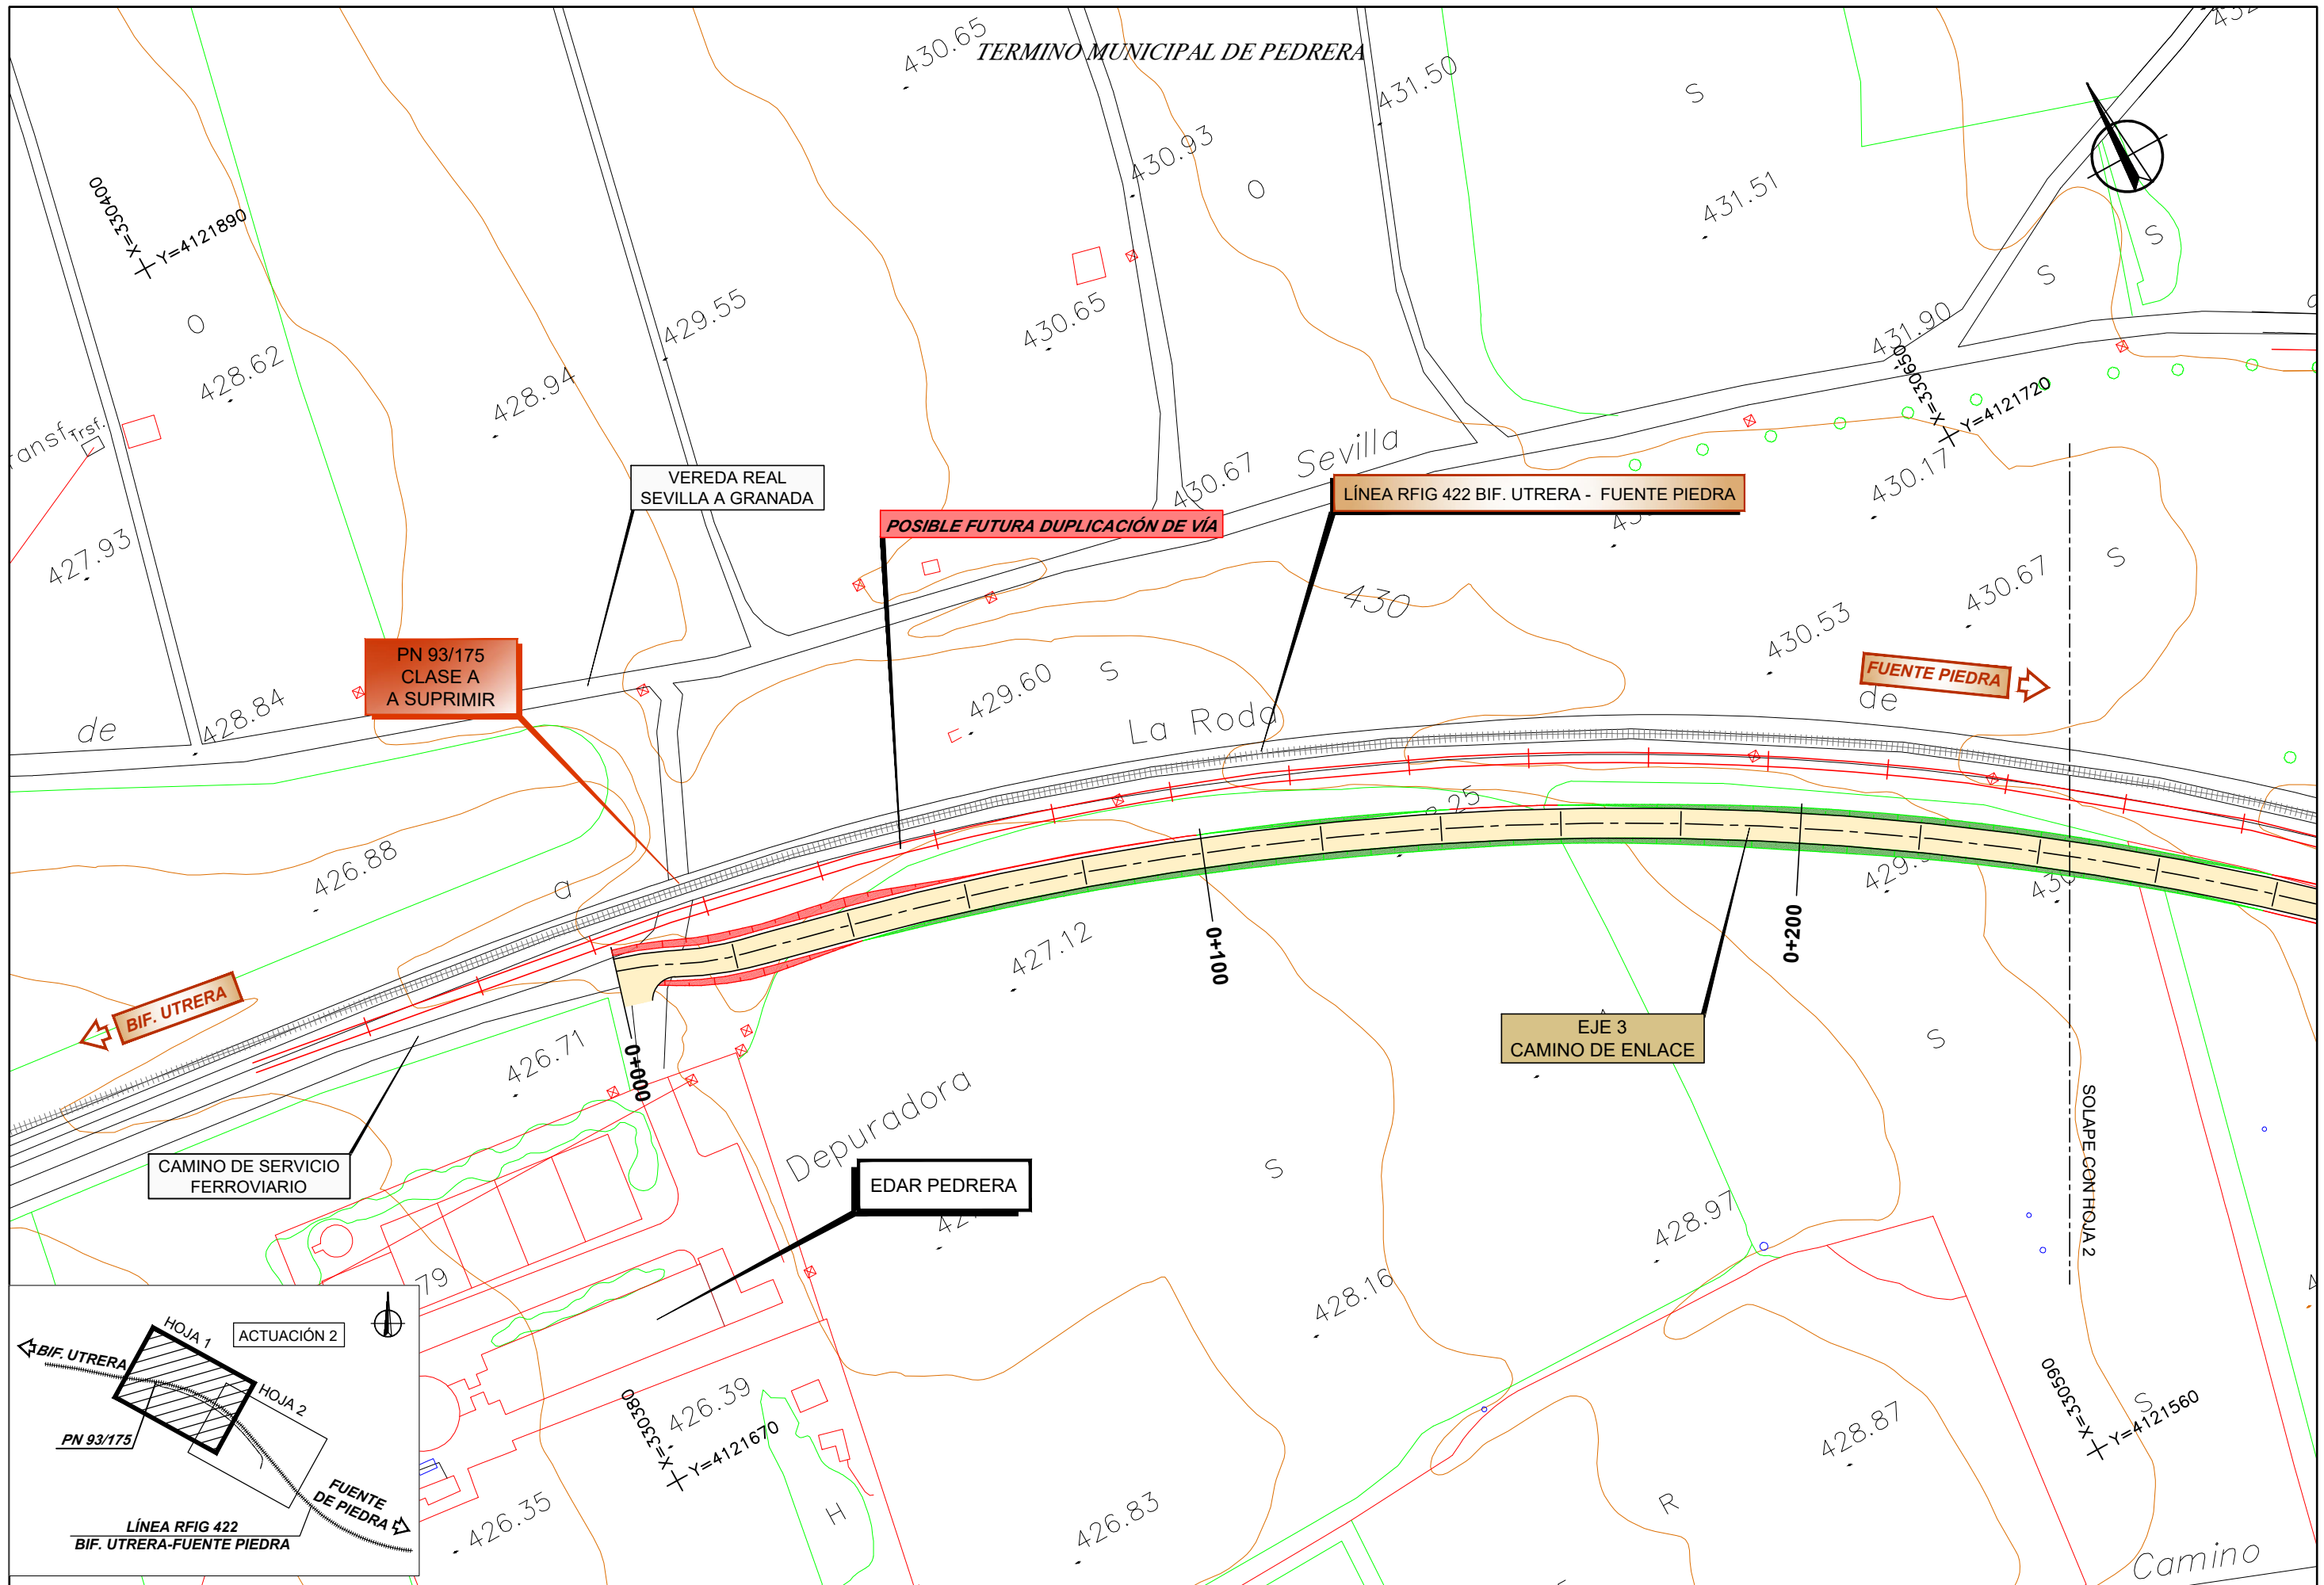 TERMINO MUNICIPAL DE PEDRERA
430.65
431.50
S
430.93
O
431.51
S
S
X=330400
Y=4121890
O
428.62
429.55
430.65
428.94
431.90
X=330650
Y=4121720
Trsf.
427.93
VEREDA REAL
SEVILLA A GRANADA
430.67
Sevilla
LÍNEA RFIG 422 BIF. UTRERA - FUENTE PIEDRA
430.17
POSIBLE FUTURA DUPLICACIÓN DE VÍA
430
430.53
430.67
S
PN 93/175
CLASE A
A SUPRIMIR
429.60
S
FUENTE PIEDRA
de
428.84
La Roda
de
426.88
a
427.12
0+100
0+200
BIF. UTRERA
426.71
0+000
EJE 3
CAMINO DE ENLACE
S
Depuradora
SOLAPE CON HOJA 2
CAMINO DE SERVICIO
FERROVIARIO
EDAR PEDRERA
S
428.97
428.16
79
HOJA 1
ACTUACIÓN 2
BIF. UTRERA
HOJA 2
PN 93/175
FUENTE
DE PIEDRA
LÍNEA RFIG 422
BIF. UTRERA-FUENTE PIEDRA
X=330380
426.39
Y=4121670
426.35
H
426.83
R
428.87
X=330590
Y=4121560
S
Camino